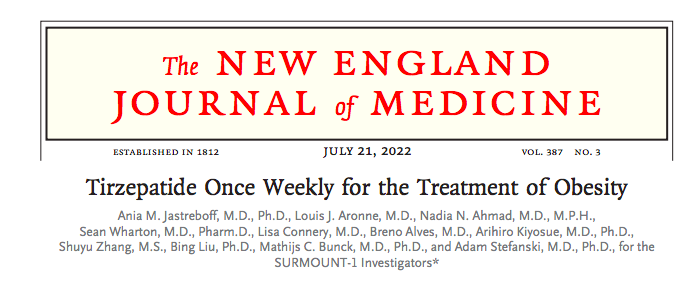 The NEW ENGLAND
JOURNAL of MEDICINE
ESTABLISHED IN 1812 JULY 21, 2022 VOL. 387 NO. 3
Tirzepatide Once Weekly for the Treatment of Obesity
Ania M. Jastreboff, M.D., Ph.D., Louis J. Aronne, M.D., Nadia N. Ahmad, M.D., M.P.H.,
Sean Wharton, M.D., Pharm.D., Lisa Connery, M.D., Breno Alves, M.D., Arihiro Kiyosue, M.D., Ph.D.,
Shuyu Zhang, M.S., Bing Liu, Ph.D., Mathijs C. Bunck, M.D., Ph.D., and Adam Stefanski, M.D., Ph.D., for the
SURMOUNT-1 Investigators*